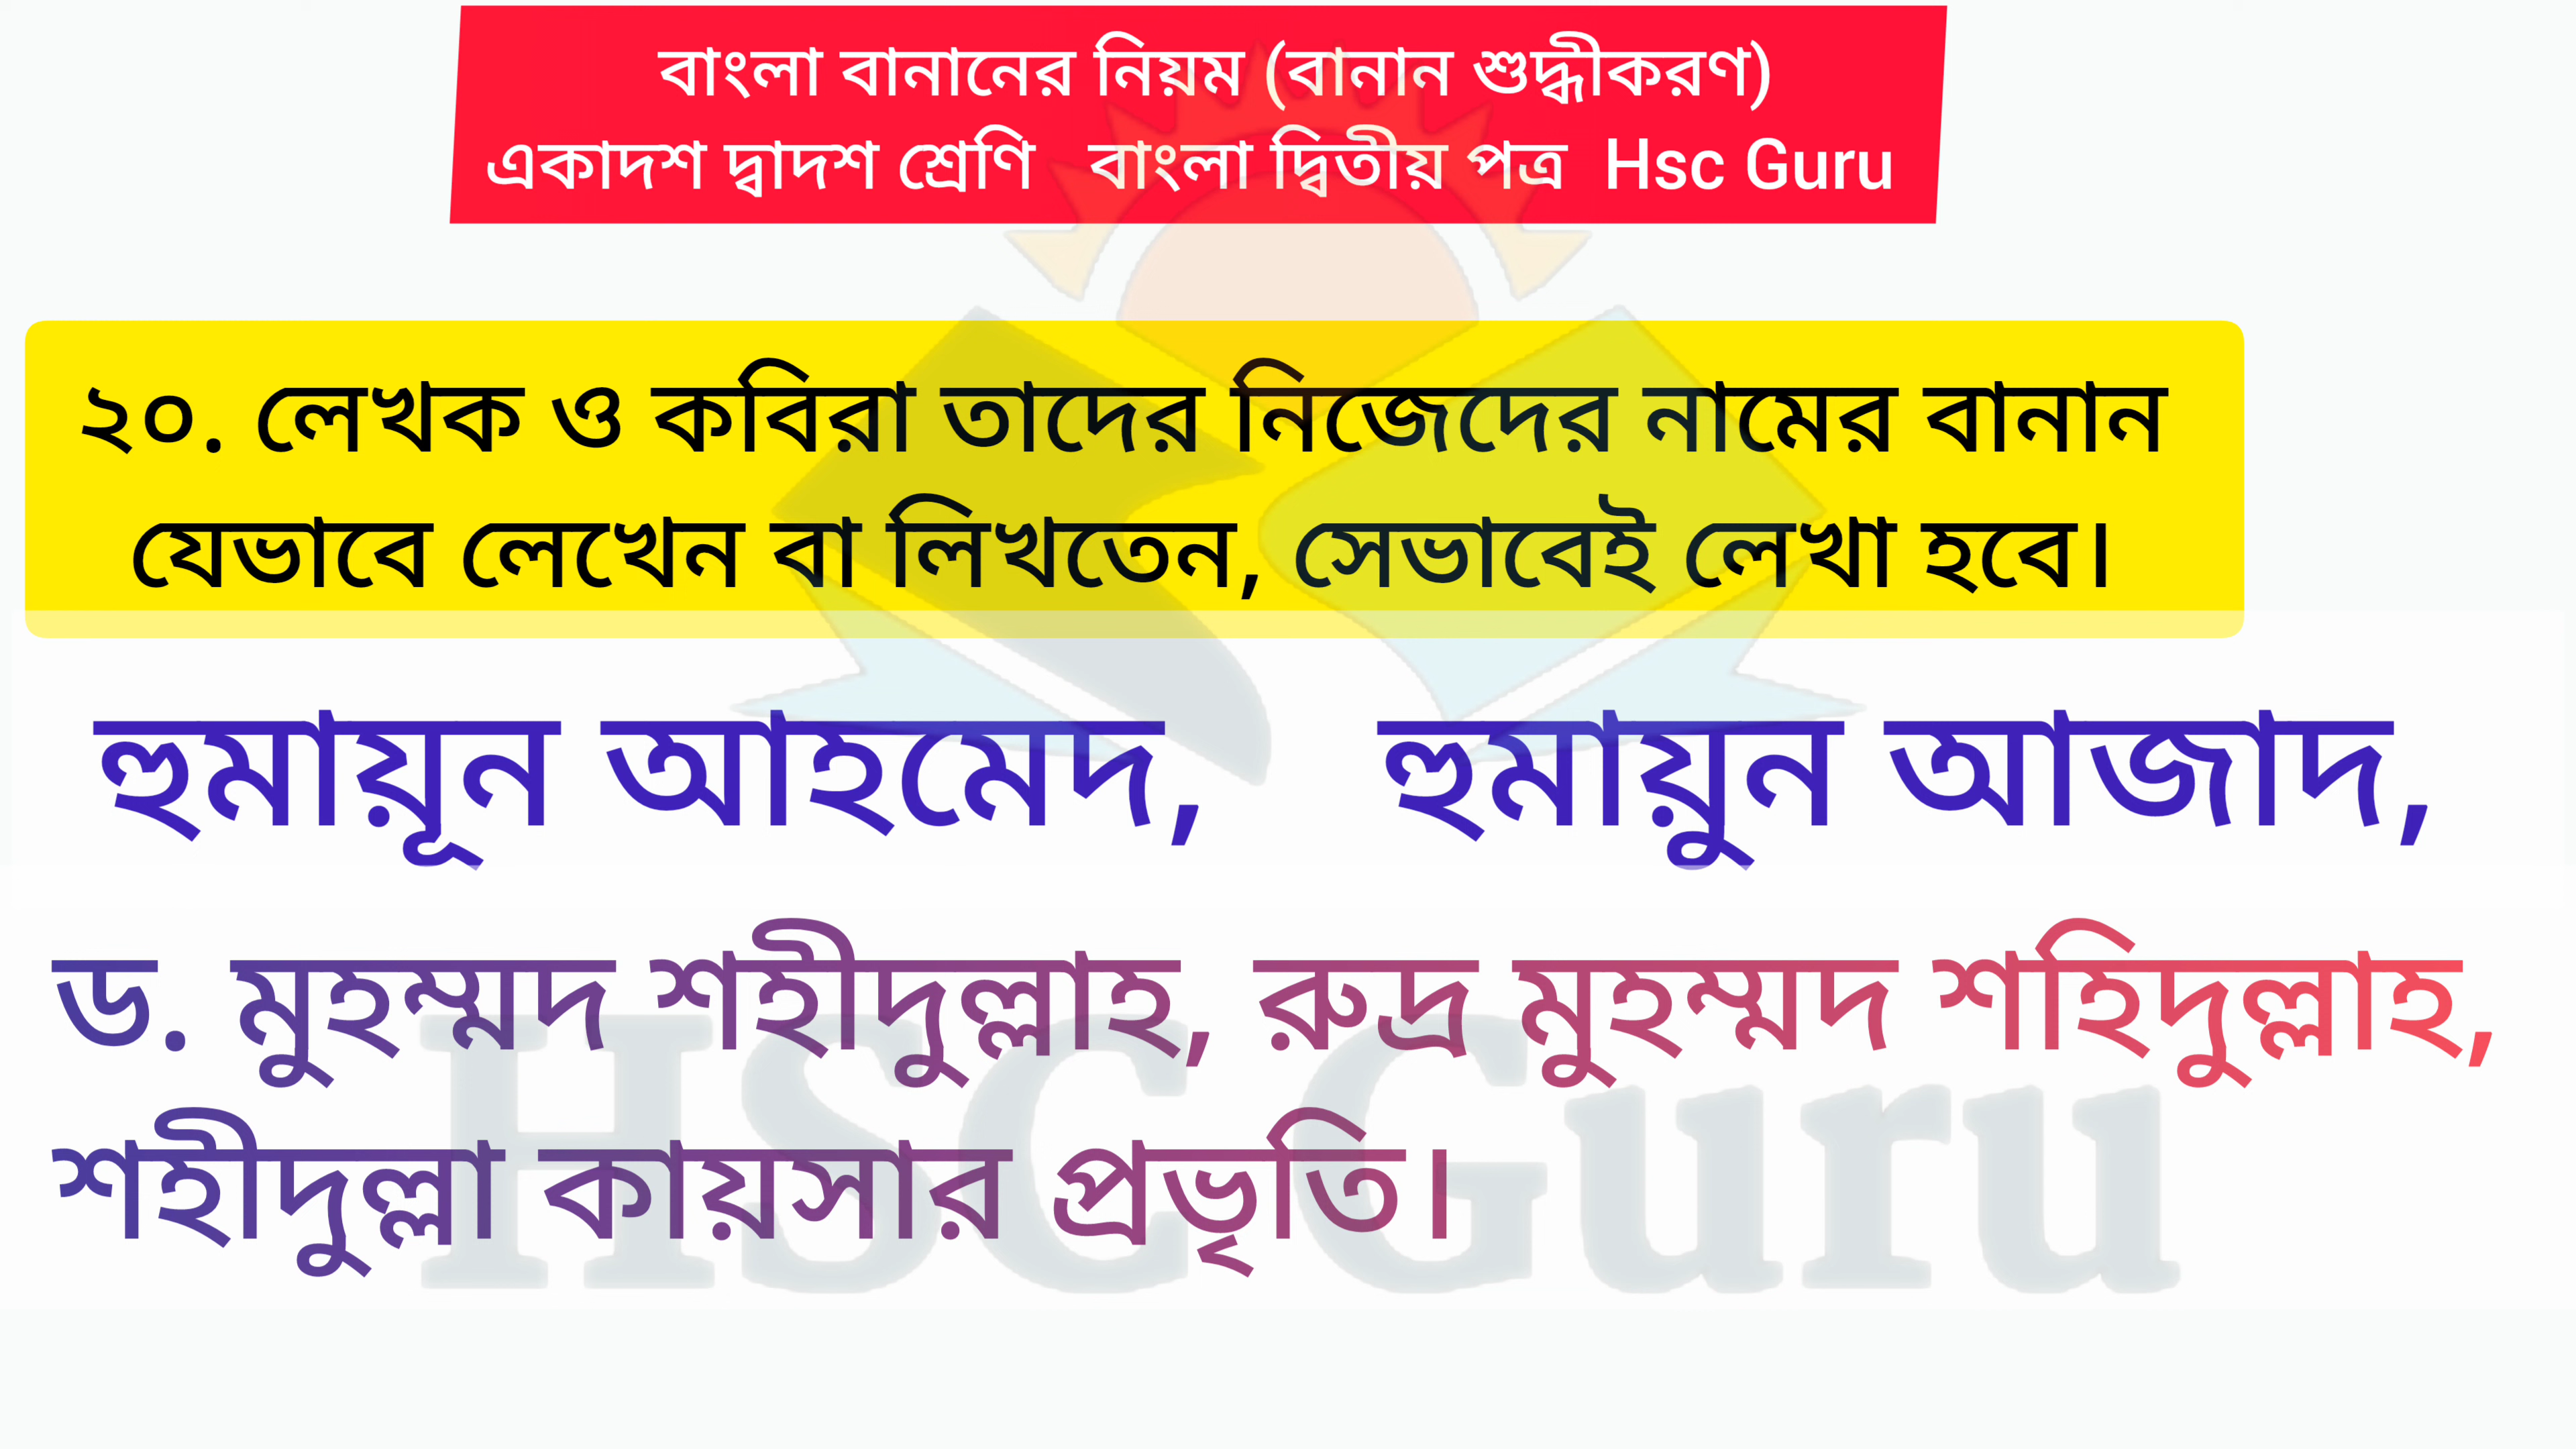 বাংলা বানানের নিয়ম (বানান শুদ্ধীকরণ)
একাদশ দ্বাদশ শ্রেণি বাংলা দ্বিতীয় পত্র Hsc Guru
২০. লেখক ও কবিরা তাদের নিজেদের নামের বানান
যেভাবে লেখেন বা লিখতেন, সেভাবেই লেখা হবে।
হুমায়ূন আহমেদ, হুমায়ুন আজাদ,
ড. মুহম্মদ শহীদুল্লাহ, রুদ্র মুহম্মদ শহিদুল্লাহ,
শহীদুল্লা কায়সার প্রভৃতি।
HSC Guru